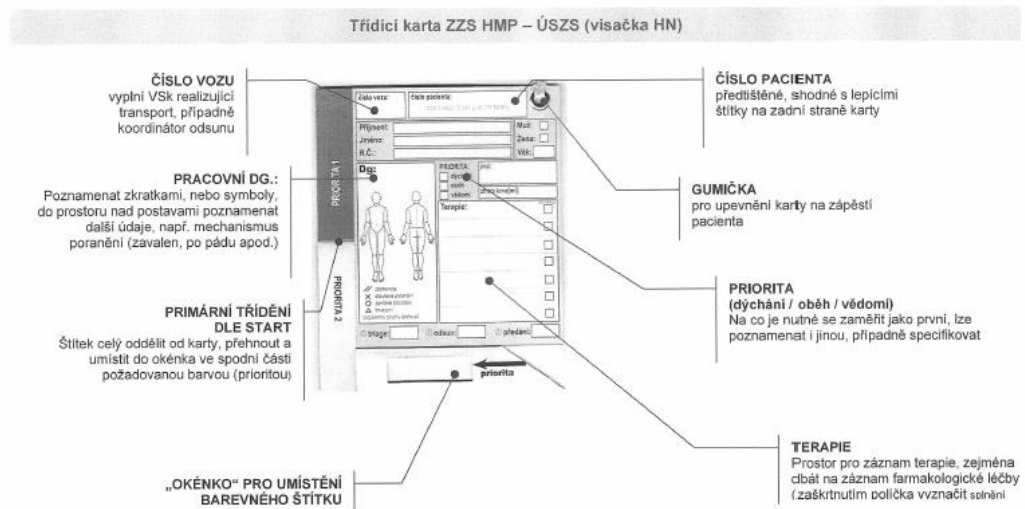 Třídící karta ZZS HMP – ÚSZS (visačka HN)
ČÍSLO VOZU
vyplní VSk realizující
transport, případně
koordinátor odsunu
PRACOVNÍ DG.:
Poznamenat zkratkami, nebo symboly,
do prostoru nad postavami poznamenat
další údaje, např. mechanismus
poranění (zavalen, po pádu apod.)
PRIMÁRNÍ TŘÍDĚNÍ
DLE START
Štítek celý oddělit od karty, přehnout a
umístit do okénka ve spodní části
požadovanou barvou (prioritou)
„OKÉNKO“ PRO UMÍSTĚNÍ
BAREVNÉHO ŠTÍTKU
PRIORITA 1
PRIORITA 2
číslo vozu:
číslo pacienta:
Příjmení:
Jméno:
R.Č.:
Muž:
Žena:
Věk:
Dg:
PRIORITA:
jiná:
dých
oběh
vědomí
Terapie:
triage:
odsun:
předání:
priorita
ČÍSLO PACIENTA
předtištěné, shodné s lepícími
štítky na zadní straně karty
GUMIČKA
pro upevnění karty na zápěstí
pacienta
PRIORITA
(dýchání / oběh / vědomí)
Na co je nutné se zaměřit jako první, lze
poznamenat i jinou, případně specifikovat
TERAPIE
Prostor pro záznam terapie, zejména
dbát na záznam farmakologické léčby
(zaškrtnutím políčka vyznačit splnění